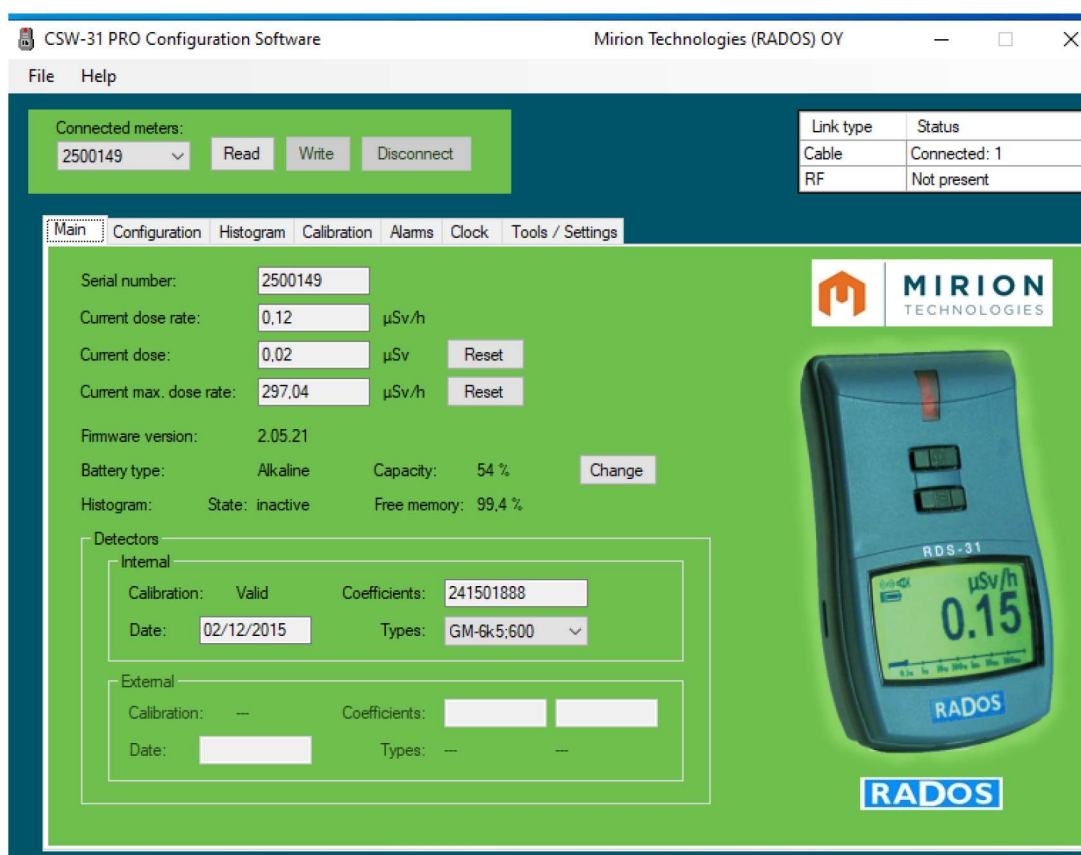 CSW-31 PRO Configuration Software Mirion Technologies (RADOS) OY
File Help
Connected meters:
2500149 Read Write Disconnect
Link type Status
Cable Connected: 1
RF Not present
Main Configuration Histogram Calibration Alarms Clock Tools / Settings
Serial number: 2500149
Current dose rate: 0,12 µSv/h
Current dose: 0,02 µSv Reset
Current max. dose rate: 297,04 µSv/h Reset
Firmware version: 2.05.21
Battery type: Alkaline Capacity: 54 % Change
Histogram: State: inactive Free memory: 99,4 %
Detectors
Internal
Calibration: Valid Coefficients: 241501888
Date: 02/12/2015 Types: GM-6k5;600
External
Calibration: --- Coefficients:
Date: Types: --- ---
MIRION
TECHNOLOGIES
RDS-31
µSv/h
0.15
RADOS
RADOS